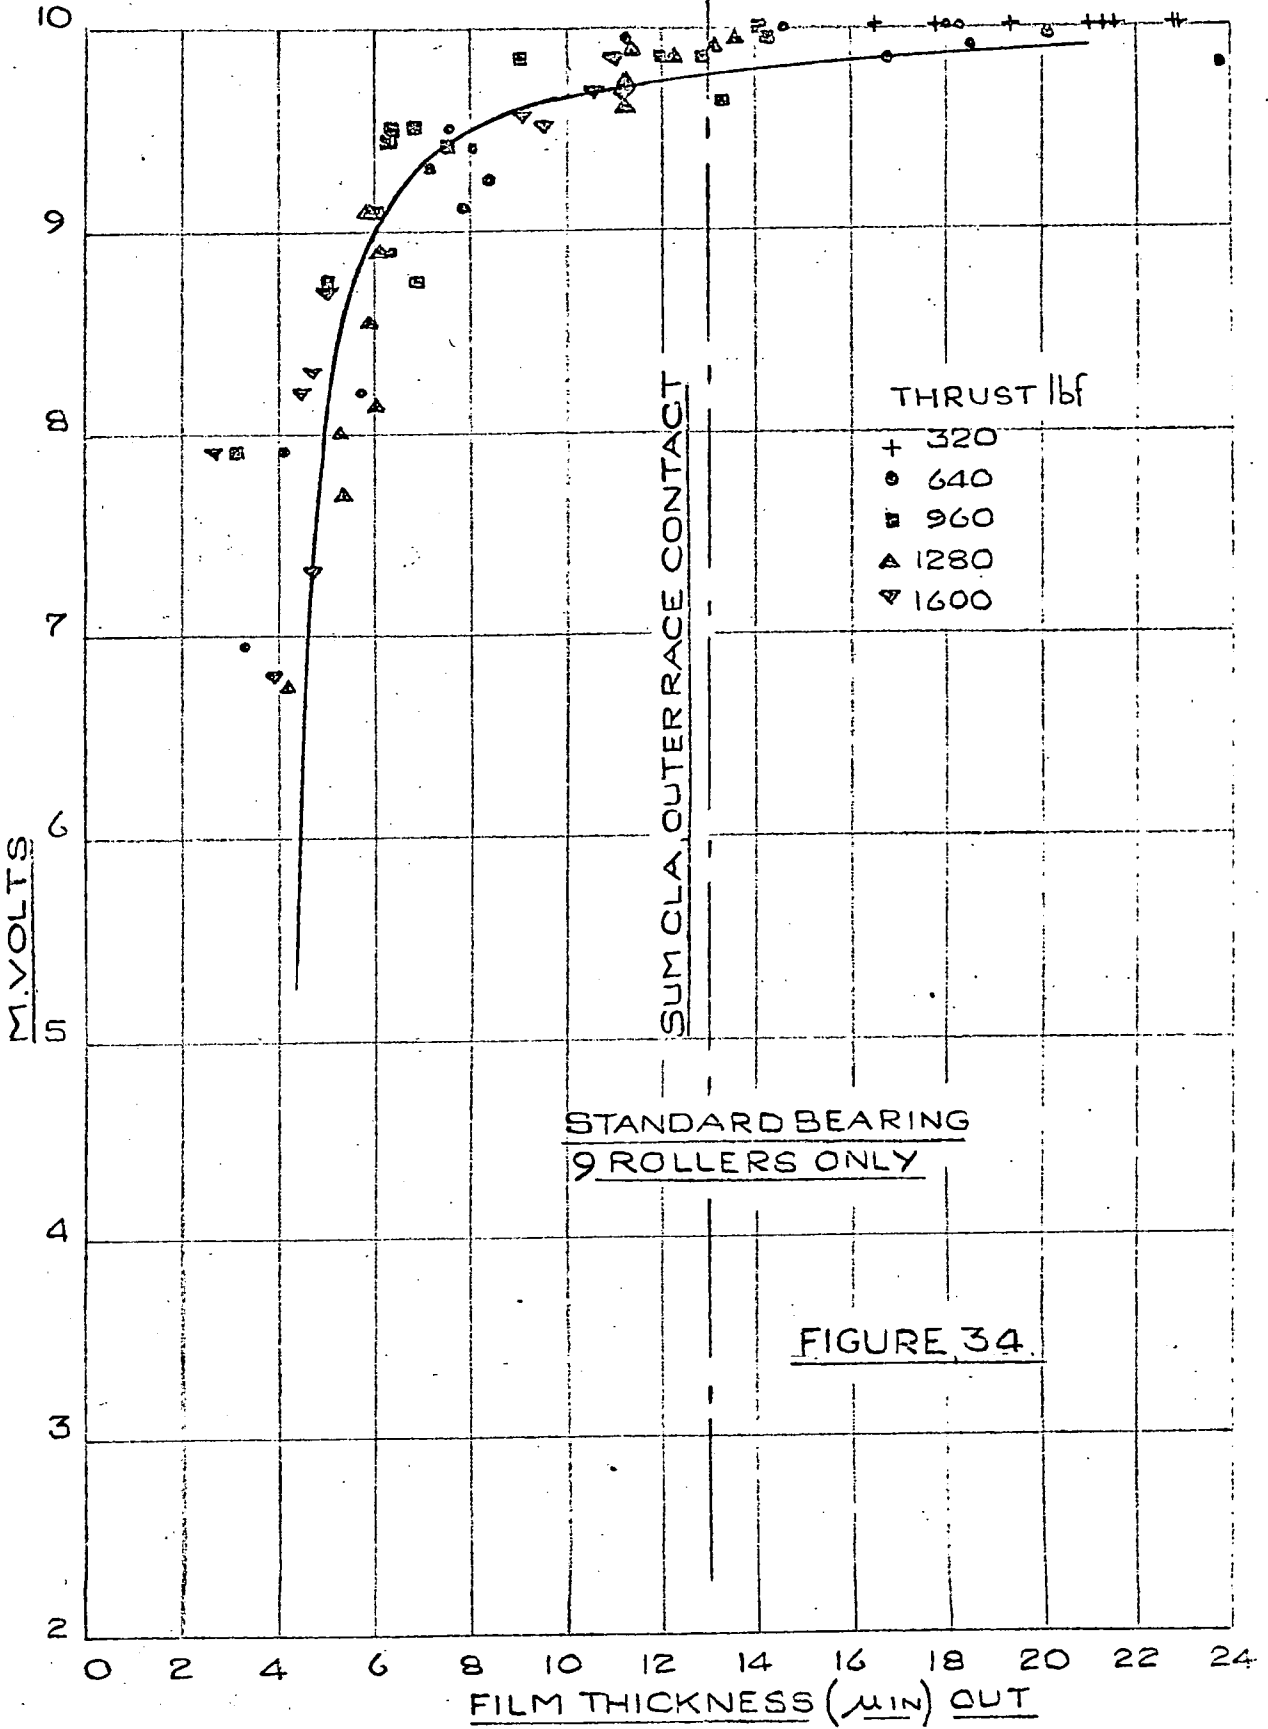 10
9
8
7
6
5
4
3
2
M.VOLTS
SUM CLA, OUTER RACE CONTACT
THRUST lbf
+ 320
640
960
1280
1600
STANDARD BEARING
9 ROLLERS ONLY
FIGURE 34.
0 2 4 6 8 10 12 14 16 18 20 22 24
FILM THICKNESS (μIN) OUT